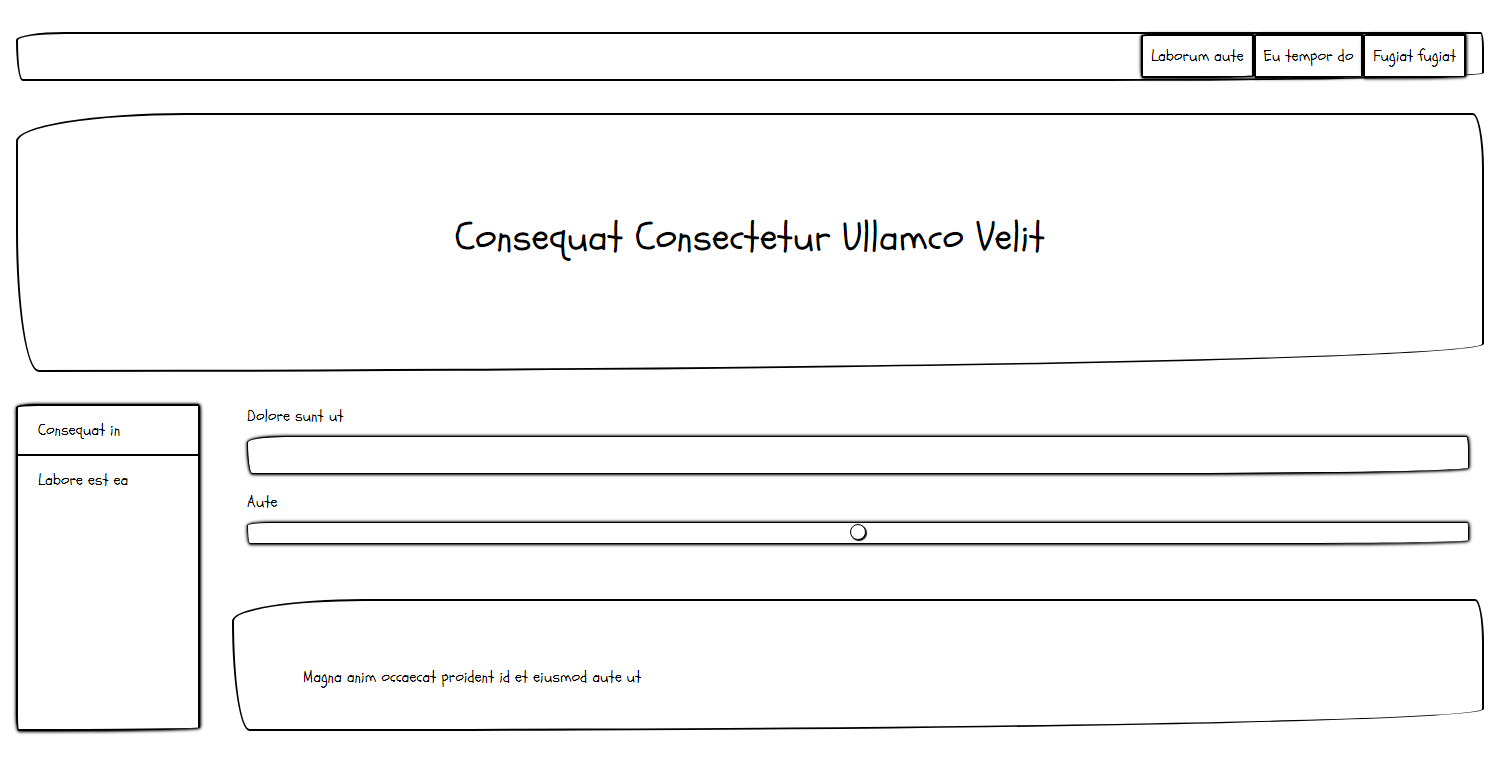 Laborum aute
Eu tempor do
Fugiat fugiat
Consequat Consectetur Ullamco Velit
Consequat in
Labore est ea
Dolore sunt ut
Aute
Magna anim occaecat proident id et eiusmod aute ut